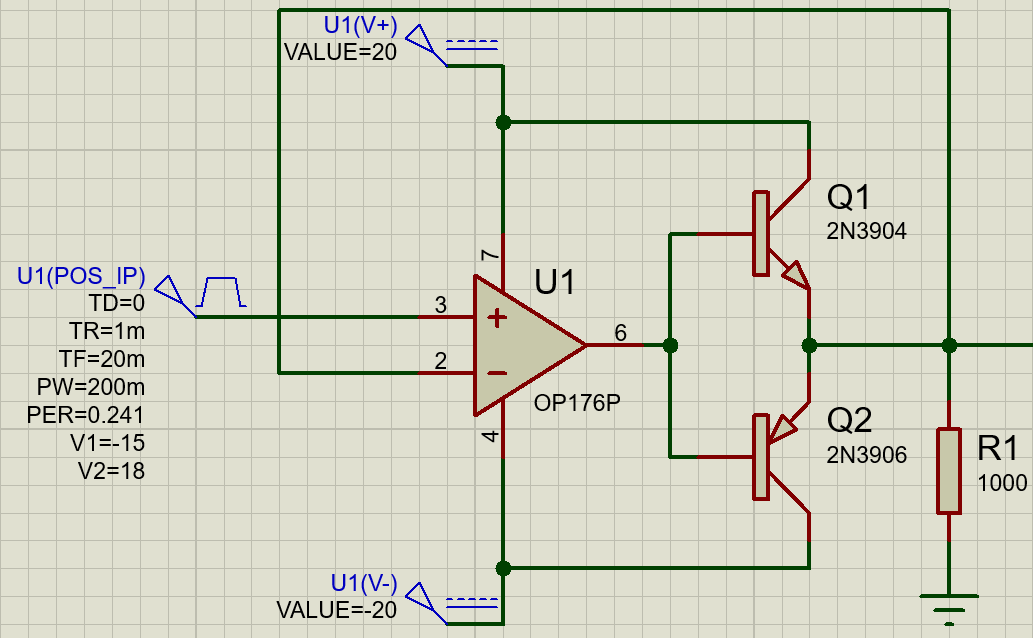 U1(V+)
VALUE=20
Q1
2N3904
7
U1
U1(POS_IP)
TD=0
TR=1m
TF=20m
PW=200m
PER=0.241
V1=-15
V2=18
3
2
6
OP176P
4
Q2
2N3906
R1
1000
U1(V-)
VALUE=-20